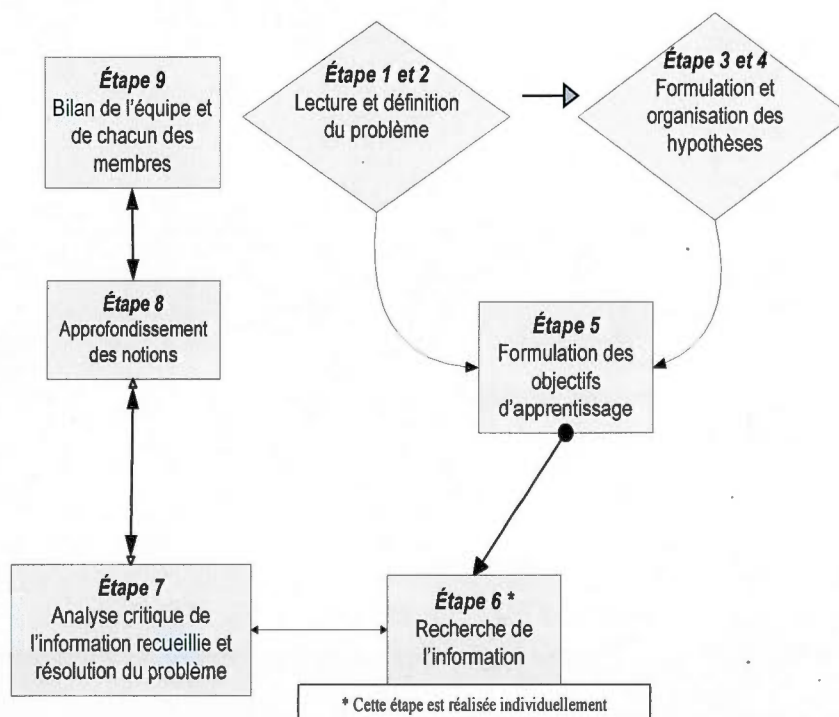 Étape 1 et 2
Lecture et définition
du problème
Étape 3 et 4
Formulation et
organisation des
hypothèses
Étape 5
Formulation des
objectifs
d'apprentissage
Étape 6 *
Recherche de
l'information
* Cette étape est réalisée individuellement
Étape 7
Analyse critique de
l'information recueillie et
résolution du problème
Étape 8
Approfondissement
des notions
Étape 9
Bilan de l'équipe et
de chacun des
membres